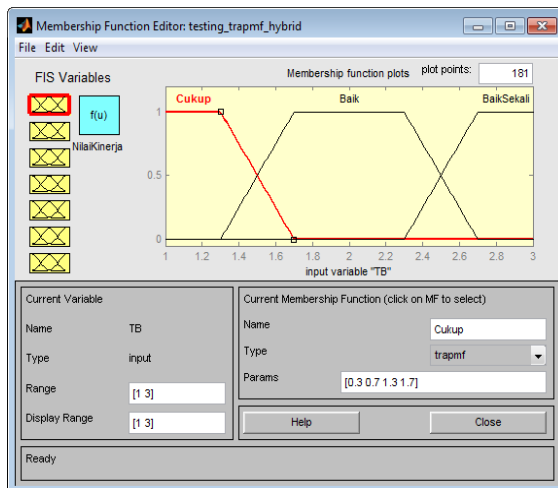 Membership Function Editor: testing_trapmf_hybrid
File Edit View
FIS Variables
f(u)
NilaiKinerja
Membership function plots plot points: 181
Cukup Baik BaikSekali
1
0.5
0
1 1.2 1.4 1.6 1.8 2 2.2 2.4 2.6 2.8 3
input variable "TB"
Current Variable
Name TB
Type input
Range [1 3]
Display Range [1 3]
Current Membership Function (click on MF to select)
Name Cukup
Type trapmf
Params [0.3 0.7 1.3 1.7]
Help Close
Ready